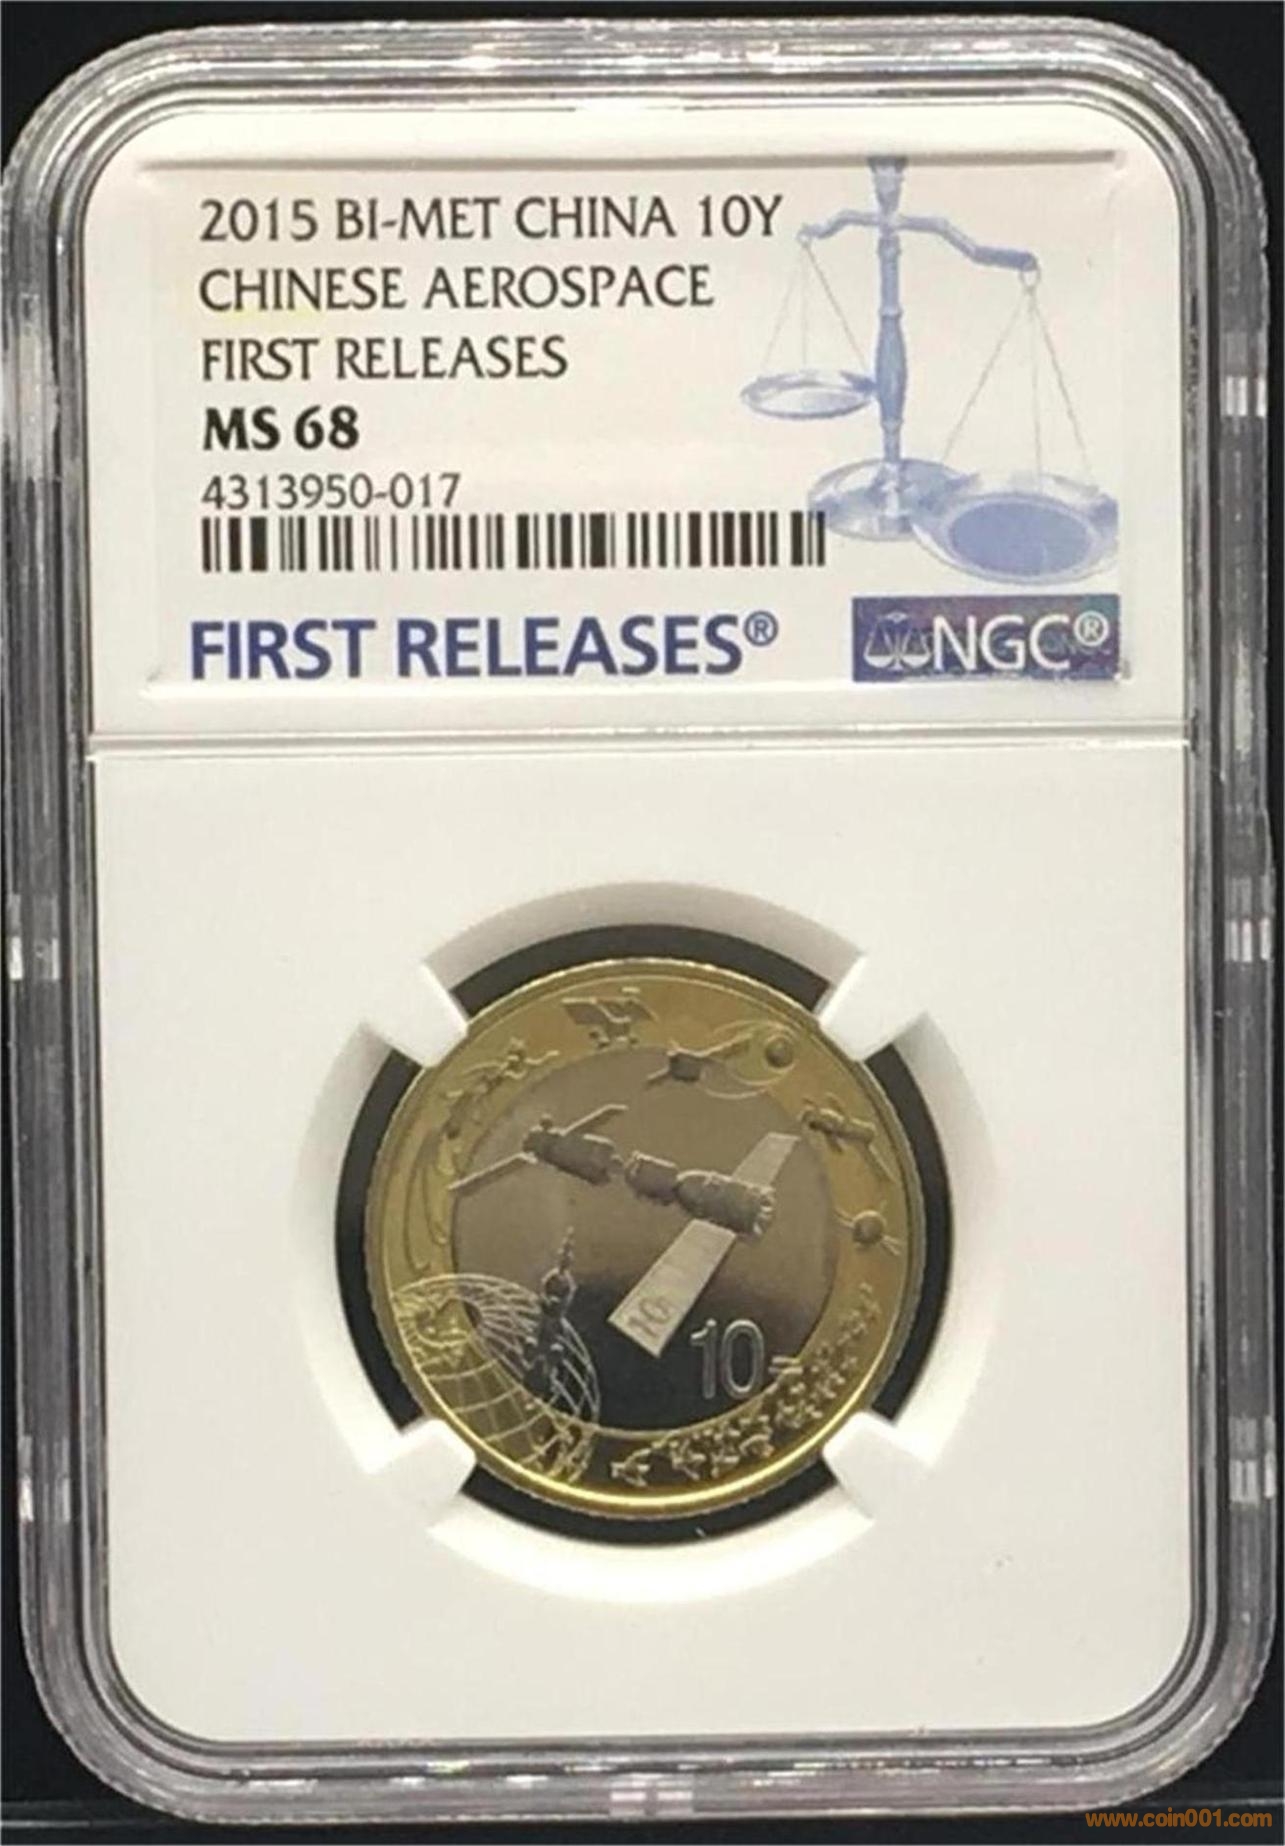 2015 BI-MET CHINA 10Y
CHINESE AEROSPACE
FIRST RELEASES
MS 68
4313950-017
FIRST RELEASES®
NGC®
10
10
www.coin001.com